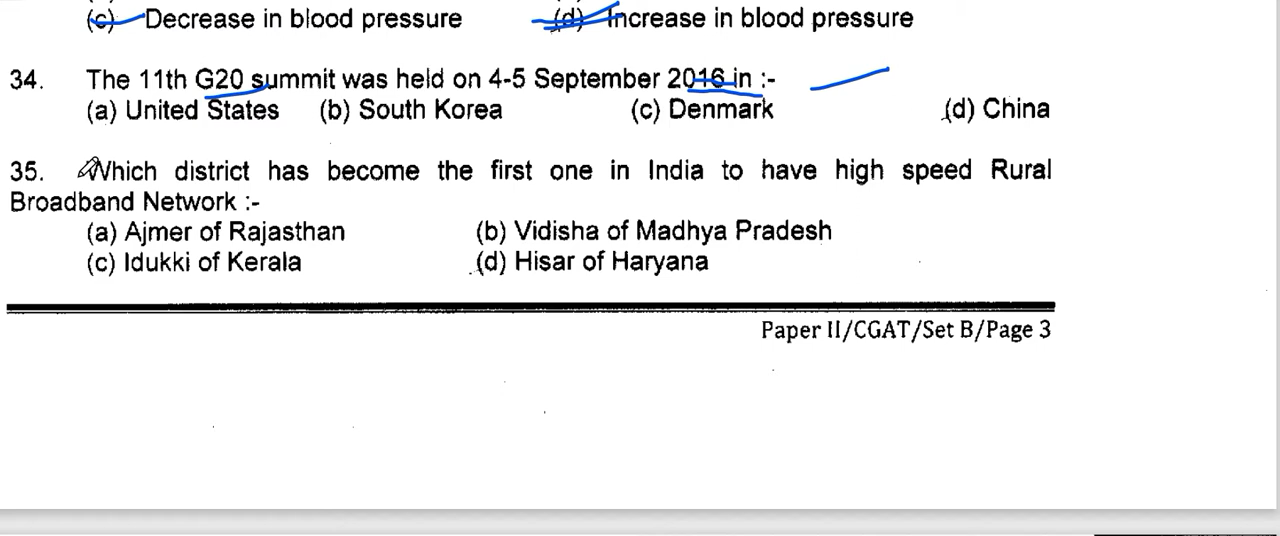 (c) Decrease in blood pressure (d) Increase in blood pressure
34. The 11th G20 summit was held on 4-5 September 2016 in :-
(a) United States (b) South Korea (c) Denmark (d) China
35. Which district has become the first one in India to have high speed Rural
Broadband Network :-
(a) Ajmer of Rajasthan (b) Vidisha of Madhya Pradesh
(c) Idukki of Kerala (d) Hisar of Haryana
Paper II/CGAT/Set B/Page 3